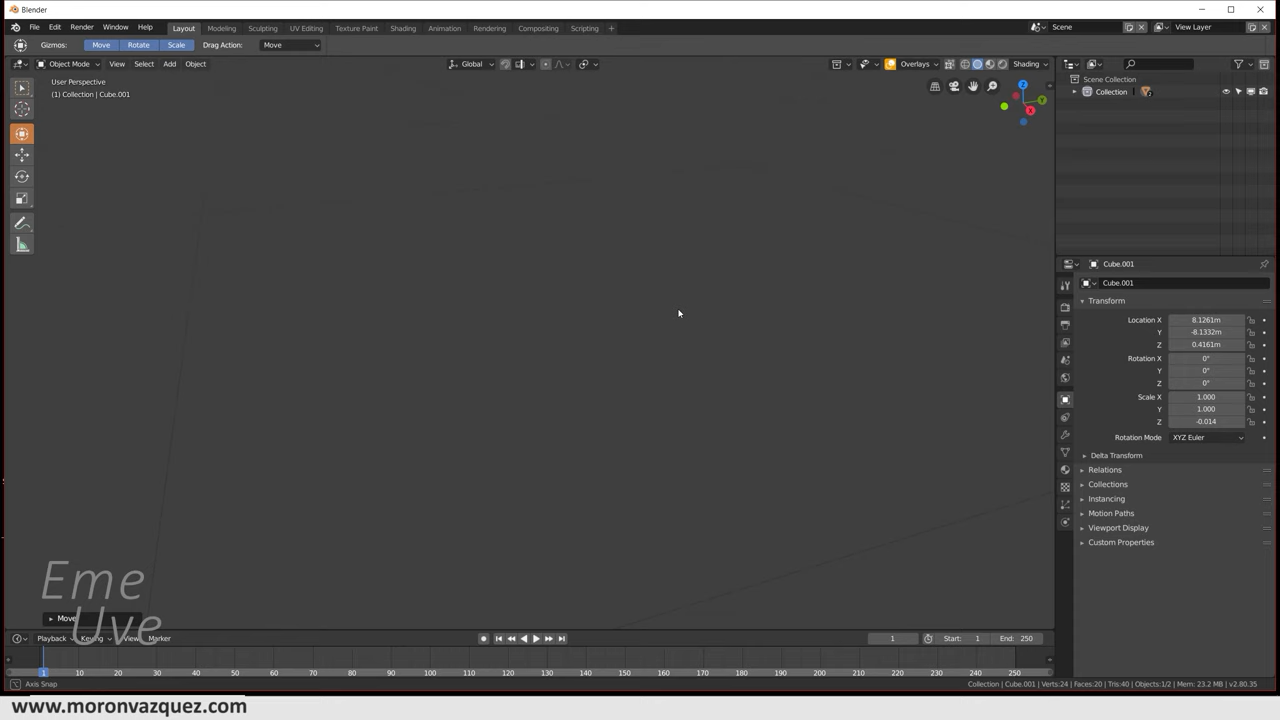 Blender
File Edit Render Window Help Layout Modeling Sculpting UV Editing Texture Paint Shading Animation Rendering Compositing Scripting + Scene View Layer
Gizmos: Move Rotate Scale Drag Action: Move
Object Mode View Select Add Object Global Overlays Shading
User Perspective
(1) Collection | Cube.001
Z
Y
X
Scene Collection
Collection
Cube.001
Cube.001
Transform
Location X 8.1261m
Y -8.1332m
Z 0.4161m
Rotation X 0°
Y 0°
Z 0°
Scale X 1.000
Y 1.000
Z -0.014
Rotation Mode XYZ Euler
Delta Transform
Relations
Collections
Instancing
Motion Paths
Viewport Display
Custom Properties
Eme
Uve
Move
Playback Keying View Marker 1 Start: 1 End: 250
1 10 20 30 40 50 60 70 80 90 100 110 120 130 140 150 160 170 180 190 200 210 220 230 240 250
Axis Snap Collection | Cube.001 | Verts:24 | Faces:20 | Tris:40 | Objects:1/2 | Mem: 23.2 MB | v2.80.35
www.moronvazquez.com